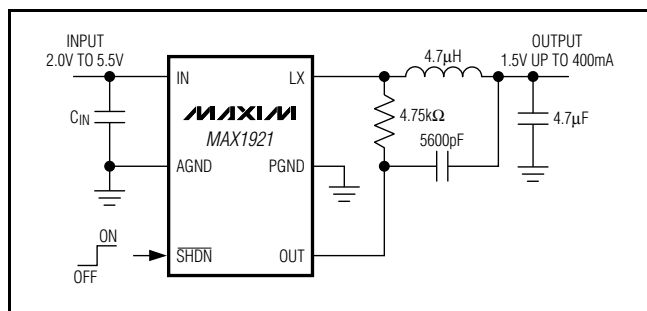 INPUT
2.0V TO 5.5V
OUTPUT
1.5V UP TO 400mA
4.7μH
IN
LX
CIN
MAXIM
MAX1921
4.75kΩ
5600pF
4.7μF
AGND
PGND
ON
OFF
SHDN
OUT